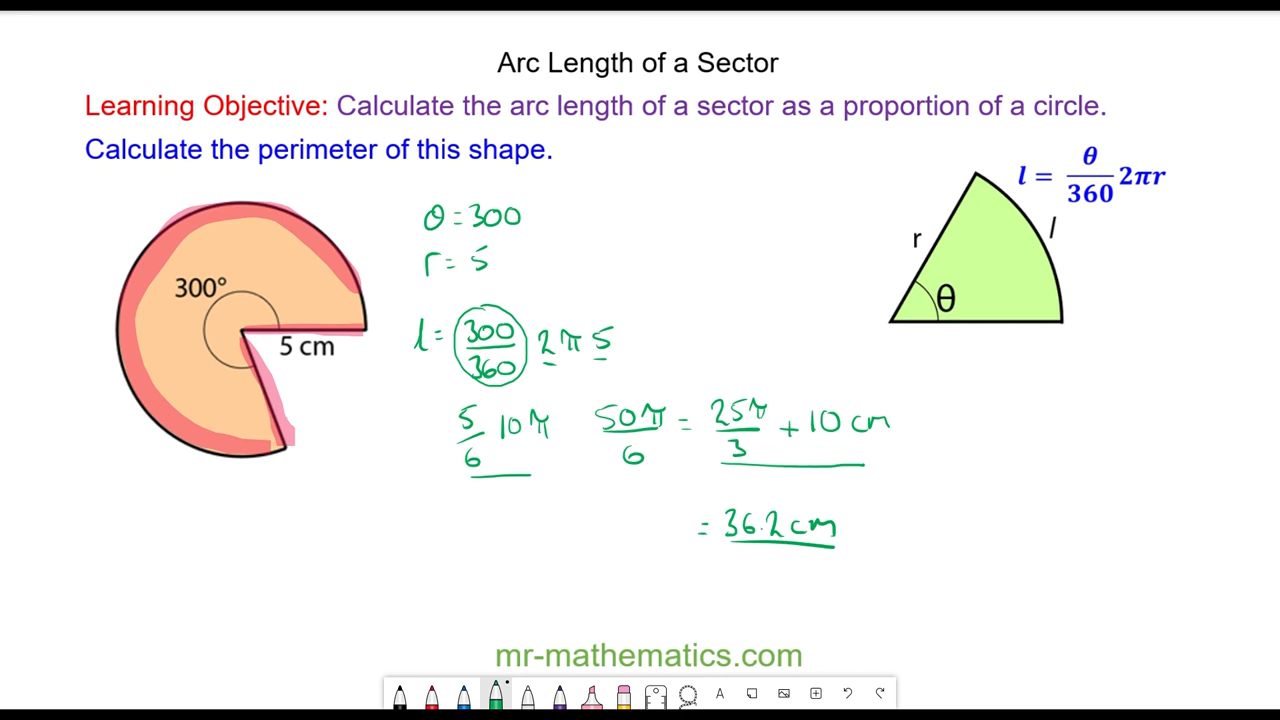 Arc Length of a Sector
Learning Objective: Calculate the arc length of a sector as a proportion of a circle.
Calculate the perimeter of this shape.
300°
5 cm
θ = 300
r = 5
l = 300/360 2π5
5/6 10π 50π/6 = 25π/3 + 10 cm
= 36.2 cm
l = θ/360 2πr
r
l
θ
mr-mathematics.com
A